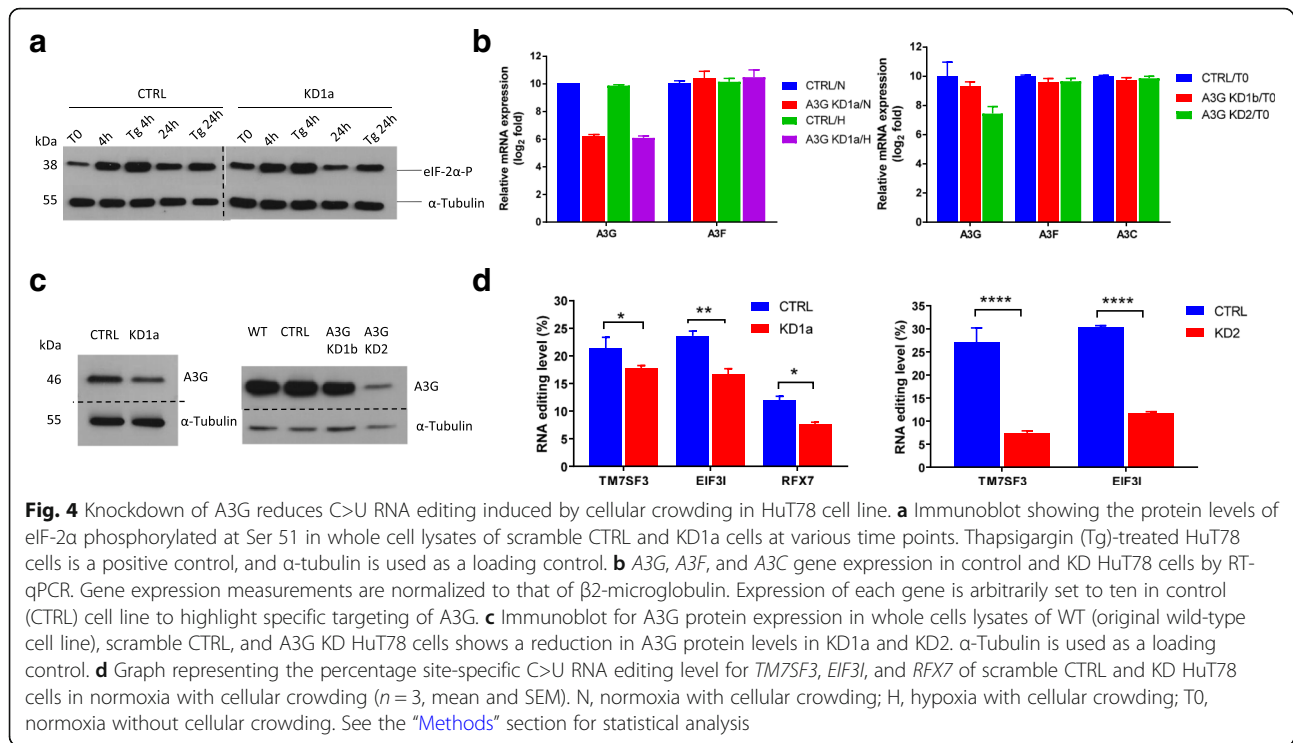 a
CTRL KD1a
kDa T0 4h Tg 4h 24h Tg 24h T0 4h Tg 4h 24h Tg 24h
38 eIF-2α-P
55 α-Tubulin
b
Relative mRNA expression
(log2 fold)
12
10
8
6
4
2
0
A3G A3F
CTRL/N
A3G KD1a/N
CTRL/H
A3G KD1a/H
Relative mRNA expression
(log2 fold)
12
10
8
6
4
2
0
A3G A3F A3C
CTRL/T0
A3G KD1b/T0
A3G KD2/T0
c
kDa CTRL KD1a
46 A3G
55 α-Tubulin
WT CTRL A3G KD1b A3G KD2
A3G
α-Tubulin
d
RNA editing level (%)
30
25
20
15
10
5
0
* ** *
TM7SF3 EIF3I RFX7
CTRL
KD1a
RNA editing level (%)
35
30
25
20
15
10
5
0
**** ****
TM7SF3 EIF3I
CTRL
KD2
Fig. 4 Knockdown of A3G reduces C>U RNA editing induced by cellular crowding in HuT78 cell line. a Immunoblot showing the protein levels of
eIF-2α phosphorylated at Ser 51 in whole cell lysates of scramble CTRL and KD1a cells at various time points. Thapsigargin (Tg)-treated HuT78
cells is a positive control, and α-tubulin is used as a loading control. b A3G, A3F, and A3C gene expression in control and KD HuT78 cells by RT-
qPCR. Gene expression measurements are normalized to that of β2-microglobulin. Expression of each gene is arbitrarily set to ten in control
(CTRL) cell line to highlight specific targeting of A3G. c Immunoblot for A3G protein expression in whole cells lysates of WT (original wild-type
cell line), scramble CTRL, and A3G KD HuT78 cells shows a reduction in A3G protein levels in KD1a and KD2. α-Tubulin is used as a loading
control. d Graph representing the percentage site-specific C>U RNA editing level for TM7SF3, EIF3I, and RFX7 of scramble CTRL and KD HuT78
cells in normoxia with cellular crowding (n = 3, mean and SEM). N, normoxia with cellular crowding; H, hypoxia with cellular crowding; T0,
normoxia without cellular crowding. See the “Methods” section for statistical analysis